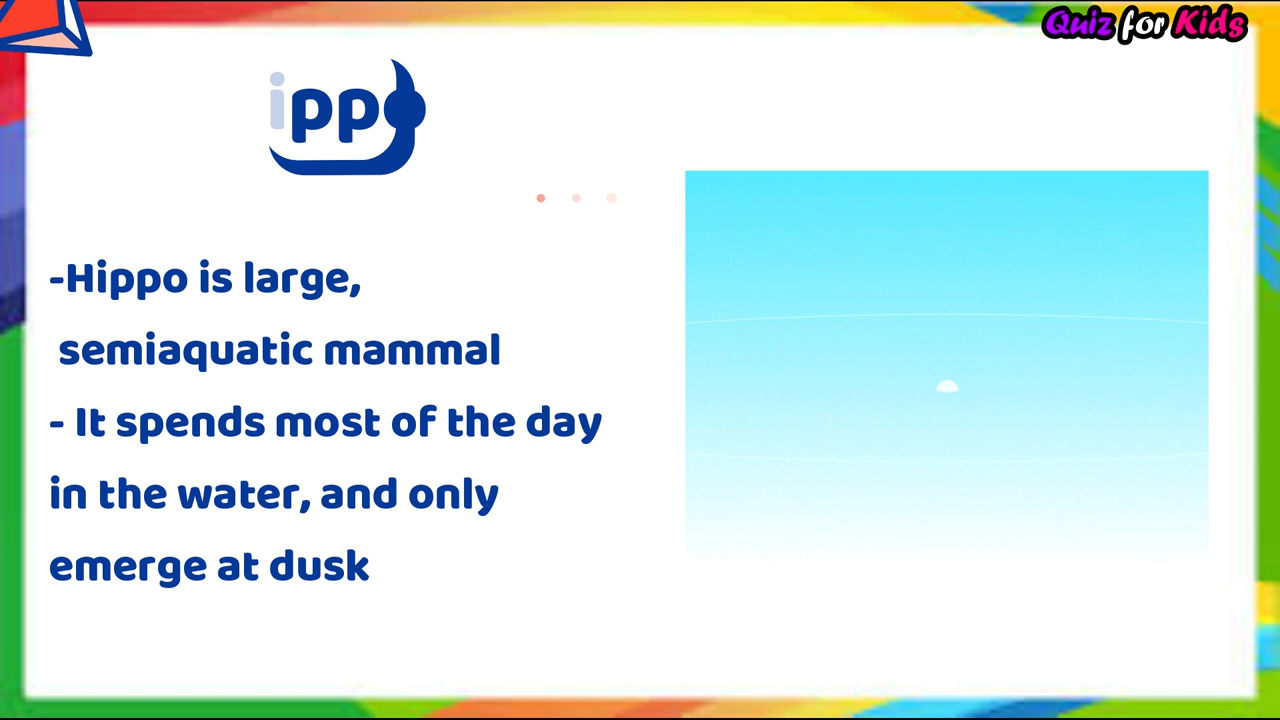 Quiz for Kids
ippo
-Hippo is large,
semiaquatic mammal
- It spends most of the day
in the water, and only
emerge at dusk